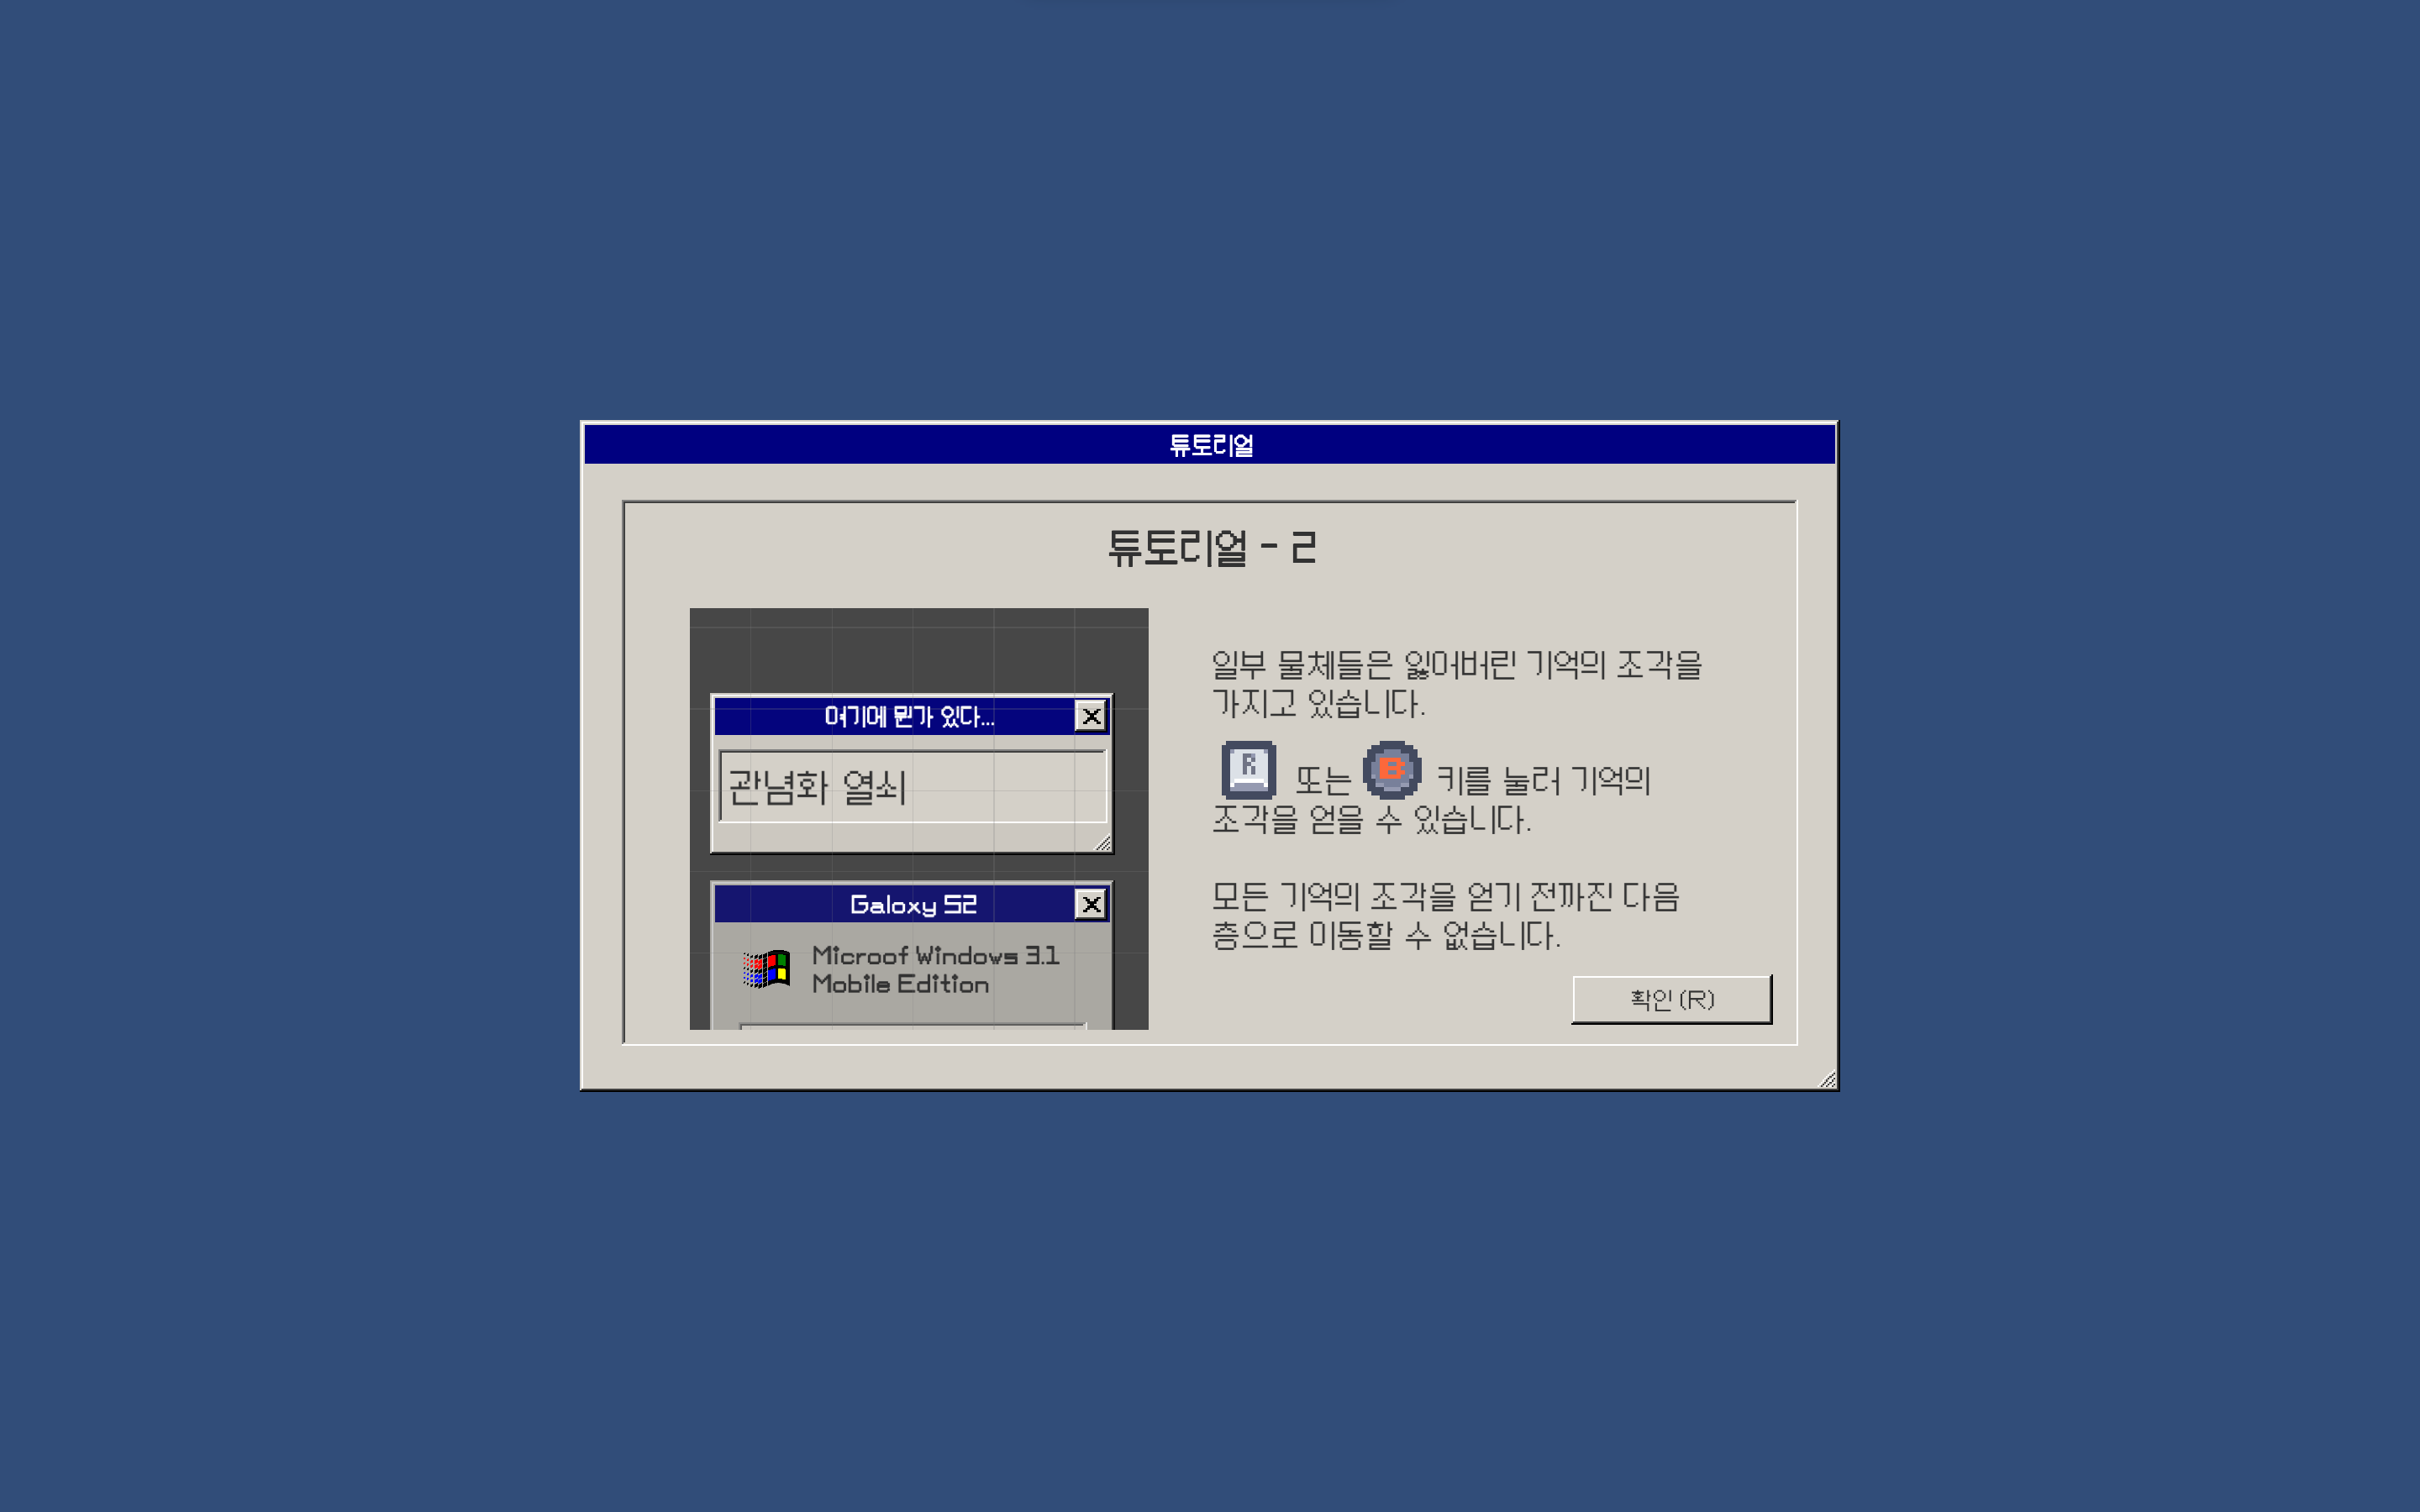 튜토리얼
튜토리얼 - 2
여기에 뭔가 있다...
관념화 열쇠
Galaxy S2
Microof Windows 3.1
Mobile Edition
일부 물체들은 잃어버린 기억의 조각을
가지고 있습니다.
R 또는 B 키를 눌러 기억의
조각을 얻을 수 있습니다.
모든 기억의 조각을 얻기 전까진 다음
층으로 이동할 수 없습니다.
확인 (R)